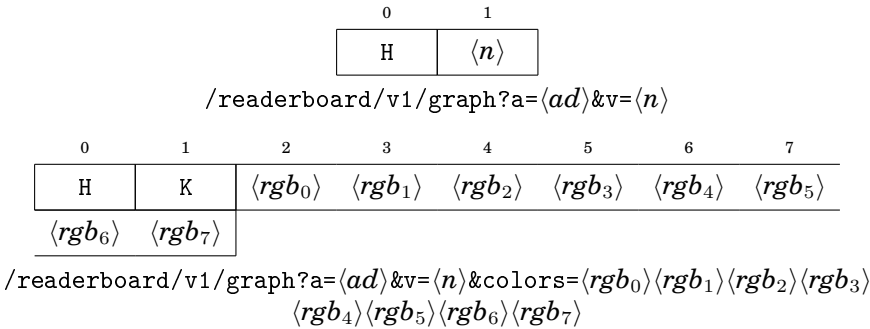 0 1
H ⟨n⟩
/readerboard/v1/graph?a=⟨ad⟩&v=⟨n⟩
0 1 2 3 4 5 6 7
H K ⟨rgb₀⟩ ⟨rgb₁⟩ ⟨rgb₂⟩ ⟨rgb₃⟩ ⟨rgb₄⟩ ⟨rgb₅⟩
⟨rgb₆⟩ ⟨rgb₇⟩
/readerboard/v1/graph?a=⟨ad⟩&v=⟨n⟩&colors=⟨rgb₀⟩⟨rgb₁⟩⟨rgb₂⟩⟨rgb₃⟩
⟨rgb₄⟩⟨rgb₅⟩⟨rgb₆⟩⟨rgb₇⟩